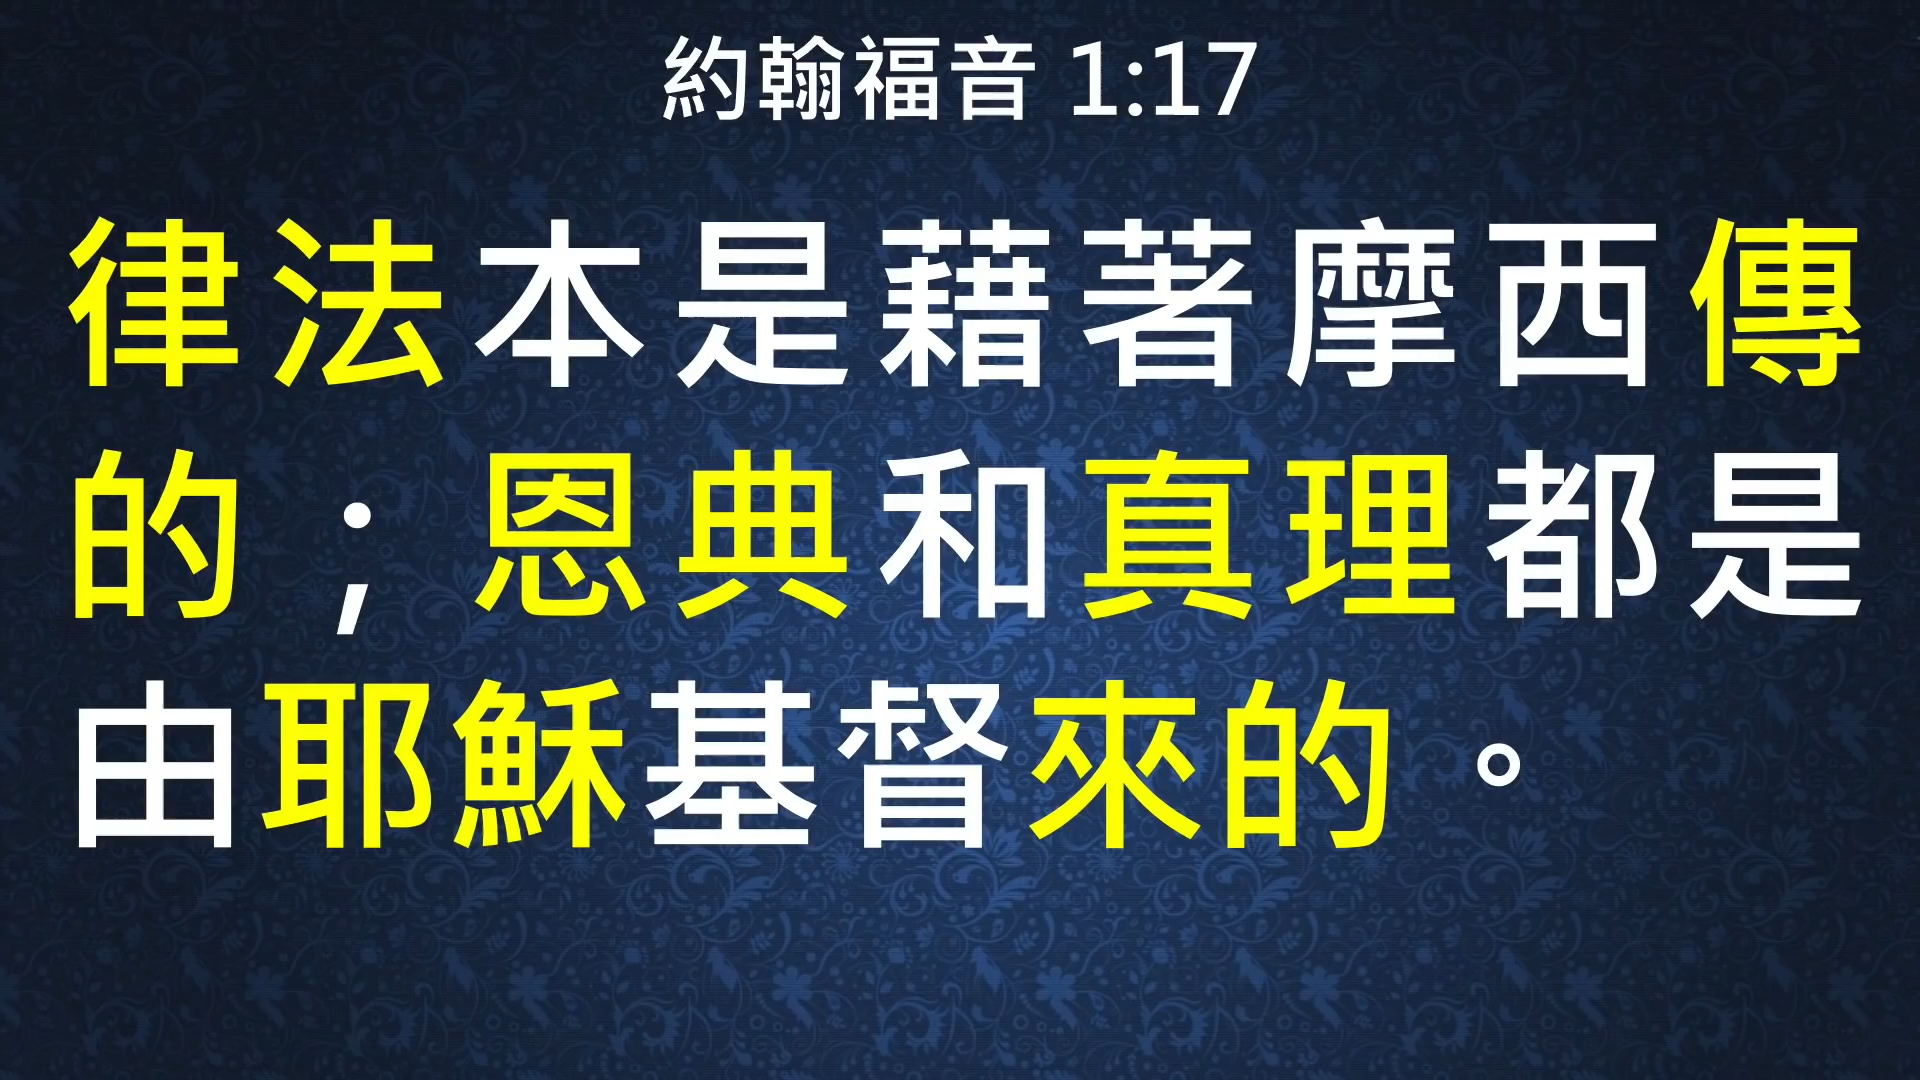 約翰福音 1:17
律法本是藉著摩西傳
的；恩典和真理都是
由耶穌基督來的。